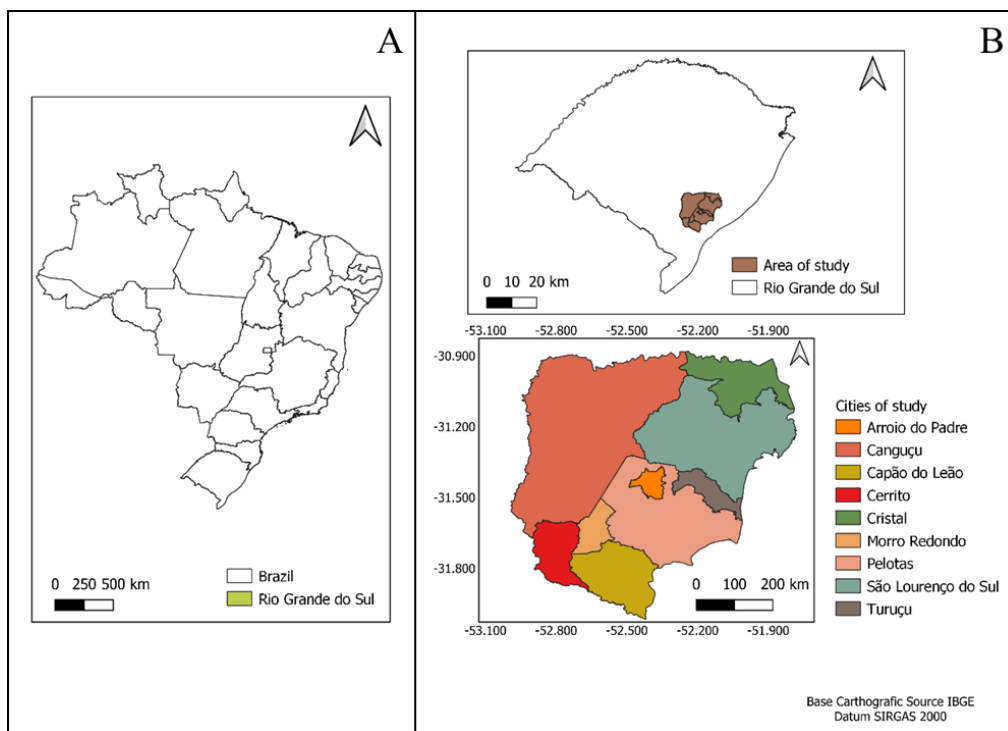 A
0 250 500 km
Brazil
Rio Grande do Sul
B
Area of study
Rio Grande do Sul
0 10 20 km
-53.100 -52.800 -52.500 -52.200 -51.900
-30.900
-31.200
-31.500
-31.800
0 100 200 km
-53.100 -52.800 -52.500 -52.200 -51.900
Cities of study
Arroio do Padre
Canguçu
Capão do Leão
Cerrito
Cristal
Morro Redondo
Pelotas
São Lourenço do Sul
Turuçu
Base Carthografic Source IBGE
Datum SIRGAS 2000